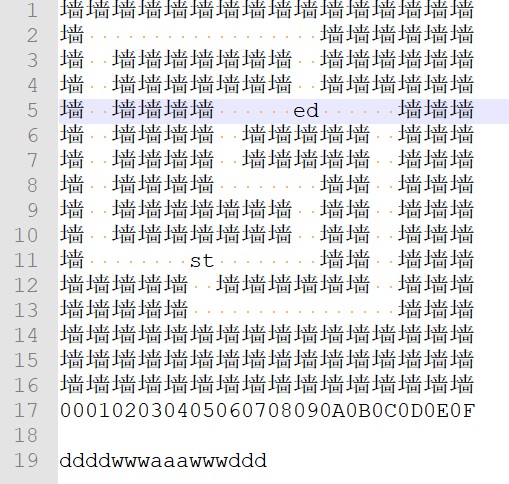 1 墙墙墙墙墙墙墙墙墙墙墙墙墙墙墙墙
2 墙                  墙墙墙墙墙墙
3 墙  墙墙墙墙墙墙墙  墙墙墙墙墙墙
4 墙  墙墙墙墙墙墙墙  墙墙墙墙墙墙
5 墙  墙墙墙墙      ed      墙墙墙
6 墙  墙墙墙墙  墙墙墙墙墙  墙墙墙
7 墙  墙墙墙墙  墙墙墙墙墙  墙墙墙
8 墙  墙墙墙墙        墙墙  墙墙墙
9 墙  墙墙墙墙墙墙墙  墙墙  墙墙墙
10 墙  墙墙墙墙墙墙墙  墙墙  墙墙墙
11 墙        st        墙墙  墙墙墙
12 墙墙墙墙墙  墙墙墙墙墙墙  墙墙墙
13 墙墙墙墙墙                墙墙墙
14 墙墙墙墙墙墙墙墙墙墙墙墙墙墙墙墙
15 墙墙墙墙墙墙墙墙墙墙墙墙墙墙墙墙
16 墙墙墙墙墙墙墙墙墙墙墙墙墙墙墙墙
17 000102030405060708090A0B0C0D0E0F
18
19 ddddwwwaaawwwddd